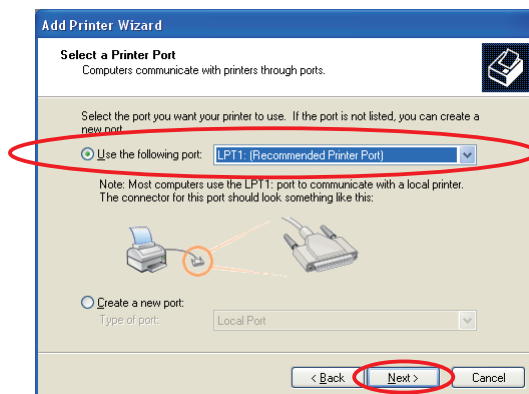 Add Printer Wizard
Select a Printer Port
Computers communicate with printers through ports.
Select the port you want your printer to use. If the port is not listed, you can create a
new port.
Use the following port: LPT1: (Recommended Printer Port)
Note: Most computers use the LPT1: port to communicate with a local printer.
The connector for this port should look something like this:
Create a new port:
Type of port: Local Port
< Back Next > Cancel